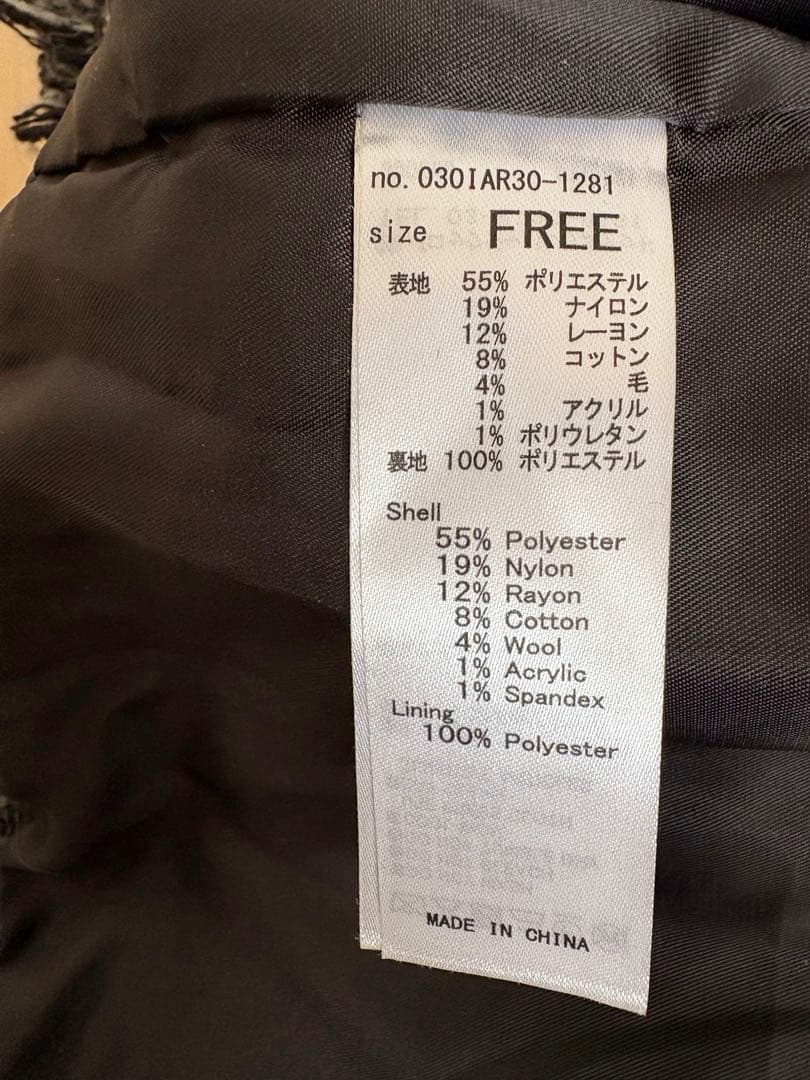 no. 030IAR30-1281
size FREE
表地 55% ポリエステル
19% ナイロン
12% レーヨン
8% コットン
4% 毛
1% アクリル
1% ポリウレタン
裏地 100% ポリエステル
Shell
55% Polyester
19% Nylon
12% Rayon
8% Cotton
4% Wool
1% Acrylic
1% Spandex
Lining
100% Polyester
MADE IN CHINA